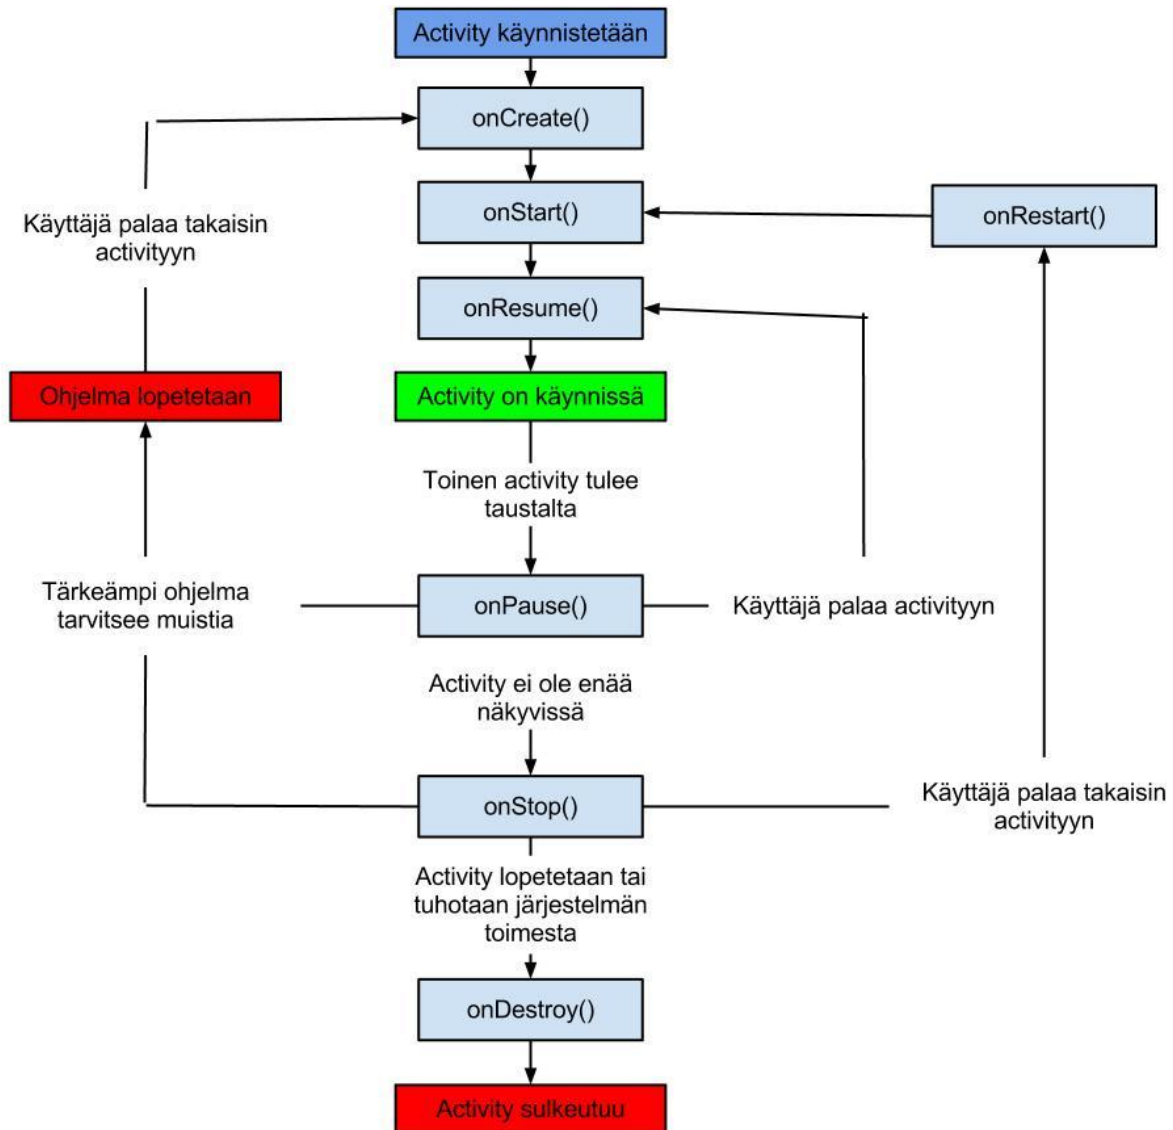 Activity käynnistetään
onCreate()
onStart()
onRestart()
Käyttäjä palaa takaisin
activityyn
onResume()
Ohjelma lopetetaan
Activity on käynnissä
Toinen activity tulee
taustalta
Tärkeämpi ohjelma
tarvitsee muistia
onPause()
Käyttäjä palaa activityyn
Activity ei ole enää
näkyvissä
onStop()
Käyttäjä palaa takaisin
activityyn
Activity lopetetaan tai
tuhotaan järjestelmän
toimesta
onDestroy()
Activity sulkeutuu